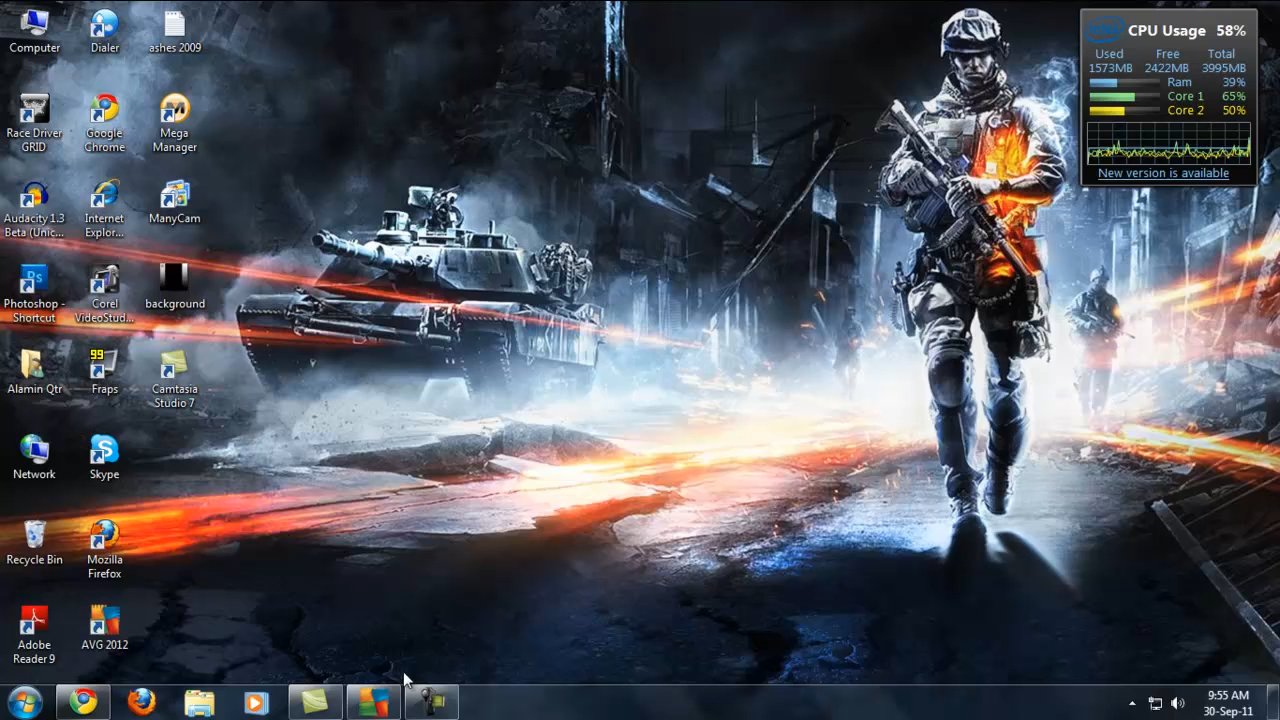 Computer
Dialer
ashes 2009
Race Driver
GRID
Google
Chrome
Mega
Manager
Audacity 1.3
Beta (Unic...
Internet
Explor...
ManyCam
Ps
Photoshop -
Shortcut
Corel
VideoStud...
background
Alamin Qtr
99
Fraps
Camtasia
Studio 7
Network
Skype
Recycle Bin
Mozilla
Firefox
Adobe
Reader 9
AVG 2012
CPU Usage 58%
Used Free Total
1573MB 2422MB 3995MB
Ram 39%
Core 1 65%
Core 2 50%
New version is available
9:55 AM
30-Sep-11